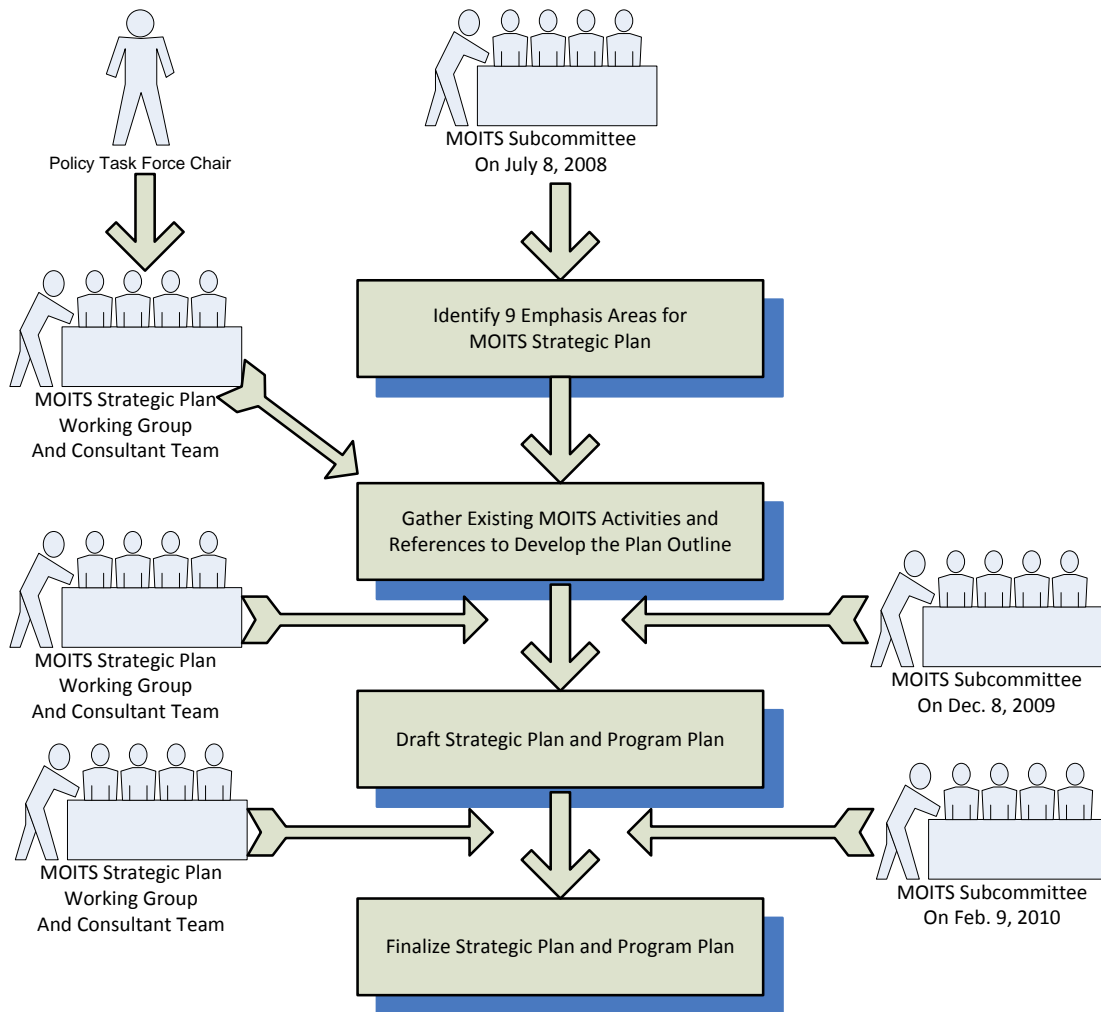 Policy Task Force Chair
MOITS Subcommittee
On July 8, 2008
Identify 9 Emphasis Areas for
MOITS Strategic Plan
MOITS Strategic Plan
Working Group
And Consultant Team
Gather Existing MOITS Activities and
References to Develop the Plan Outline
MOITS Strategic Plan
Working Group
And Consultant Team
MOITS Subcommittee
On Dec. 8, 2009
Draft Strategic Plan and Program Plan
MOITS Strategic Plan
Working Group
And Consultant Team
MOITS Subcommittee
On Feb. 9, 2010
Finalize Strategic Plan and Program Plan